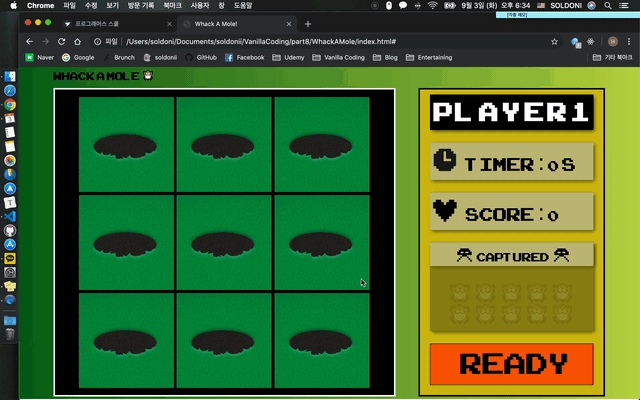 Chrome 파일 수정 보기 방문 기록 북마크 사용자 창 도움말
9월 3일 (화) 오후 6:34 SOLDONI
프로그래머스 스쿨
Whack A Mole!
파일 /Users/soldoni/Documents/soldonii/VanillaCoding/part8/WhackAMole/index.html#
Naver Google Brunch soldonii GitHub Facebook Udemy Vanilla Coding Blog Entertaining 기타 북마크
WHACK A MOLE
PLAYER1
TIMER:0S
SCORE:0
CAPTURED
READY